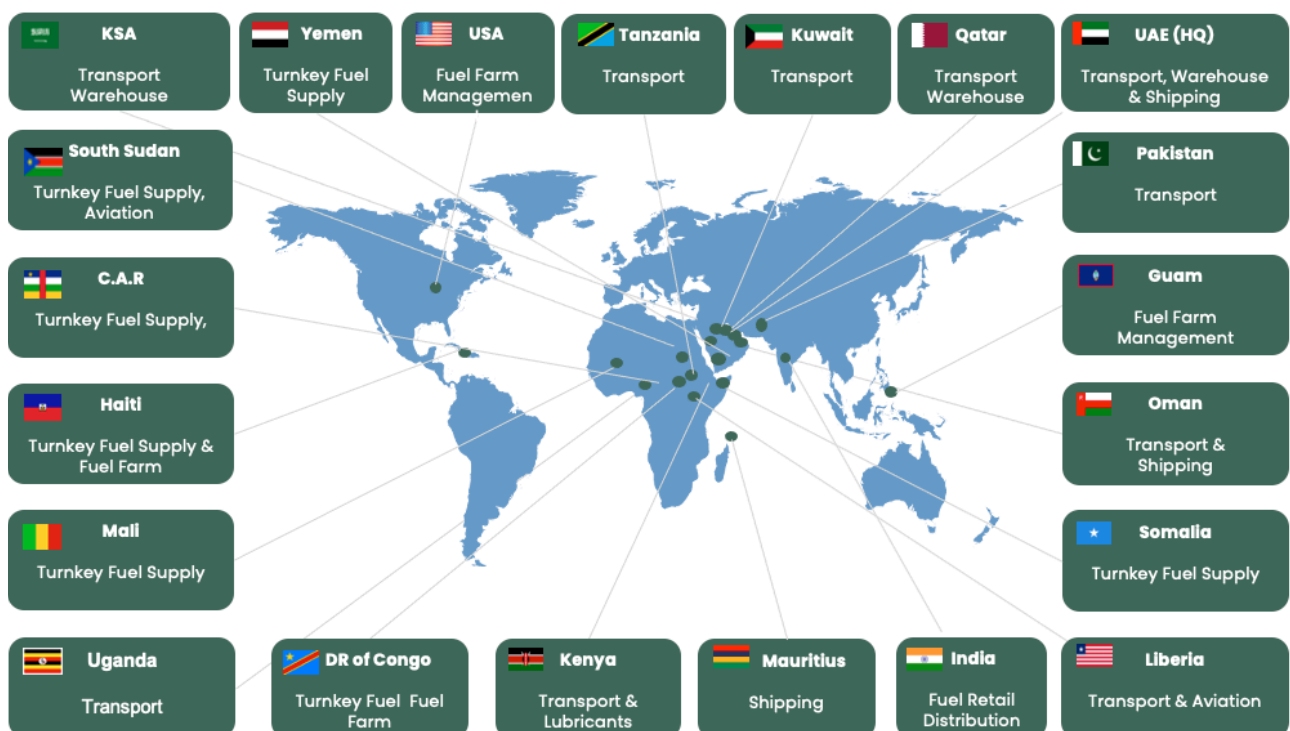 KSA
Transport
Warehouse
Yemen
Turnkey Fuel
Supply
USA
Fuel Farm
Managemen
Tanzania
Transport
Kuwait
Transport
Qatar
Transport
Warehouse
UAE (HQ)
Transport, Warehouse
& Shipping
South Sudan
Turnkey Fuel Supply,
Aviation
Pakistan
Transport
C.A.R
Turnkey Fuel Supply,
Guam
Fuel Farm
Management
Haiti
Turnkey Fuel Supply &
Fuel Farm
Oman
Transport &
Shipping
Mali
Turnkey Fuel Supply
Somalia
Turnkey Fuel Supply
Uganda
Transport
DR of Congo
Turnkey Fuel Fuel
Farm
Kenya
Transport &
Lubricants
Mauritius
Shipping
India
Fuel Retail
Distribution
Liberia
Transport & Aviation